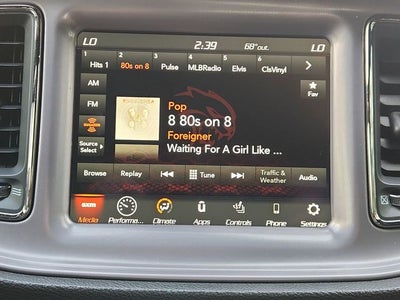 LO 2:39 68°out. LO
1 2 3 4 5 6
Hits 1 80s on 8 Pulse MLBRadio Elvis ClsVinyl
AM
FM
Fav
Pop
8 80s on 8
Foreigner
Waiting For A Girl Like ...
Source
Select
Browse Replay Tune Traffic &
Weather Audio
sxm
Media Performa... Climate Apps Controls Phone Settings